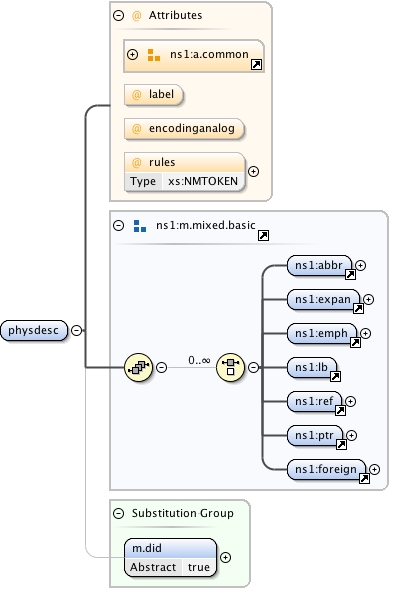 @ Attributes
ns1:a.common
@ label
@ encodinganalog
@ rules
Type xs:NMTOKEN
ns1:m.mixed.basic
ns1:abbr
ns1:expan
physdesc
ns1:emph
0..∞
ns1:lb
ns1:ref
ns1:ptr
ns1:foreign
Substitution Group
m.did
Abstract true